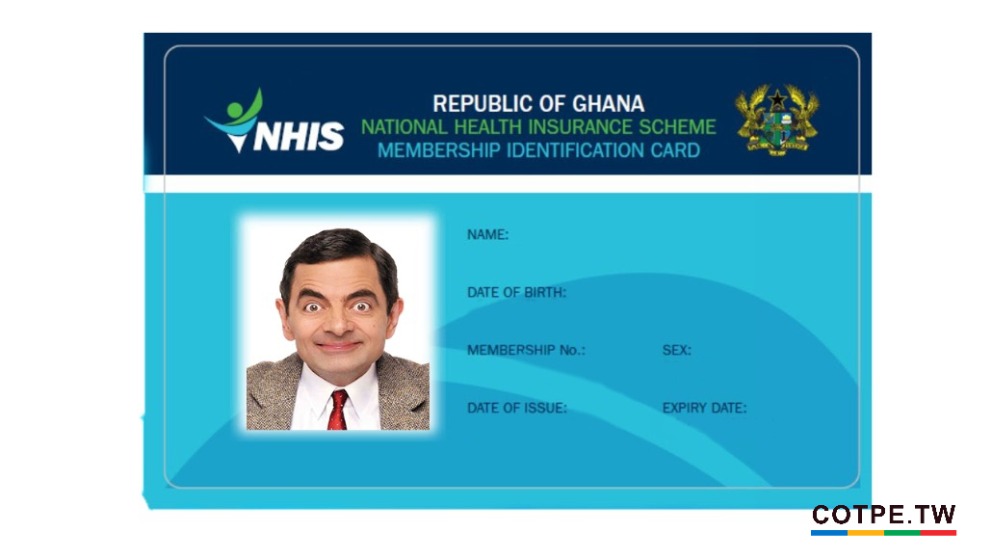 REPUBLIC OF GHANA
NHIS
NATIONAL HEALTH INSURANCE SCHEME
MEMBERSHIP IDENTIFICATION CARD
NAME:
DATE OF BIRTH:
MEMBERSHIP No.:
SEX:
DATE OF ISSUE:
EXPIRY DATE:
COTPE.TW